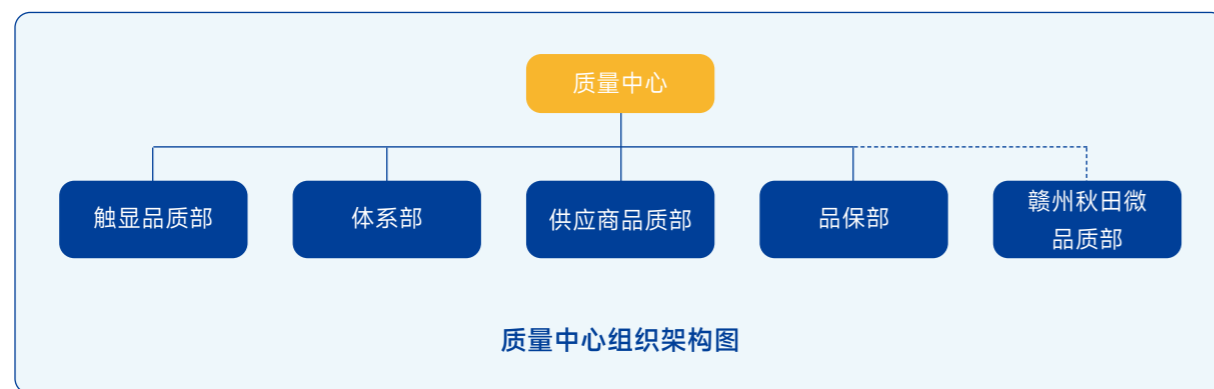 质量中心
触显品质部
体系部
供应商品质部
品保部
赣州秋田微
品质部
质量中心组织架构图